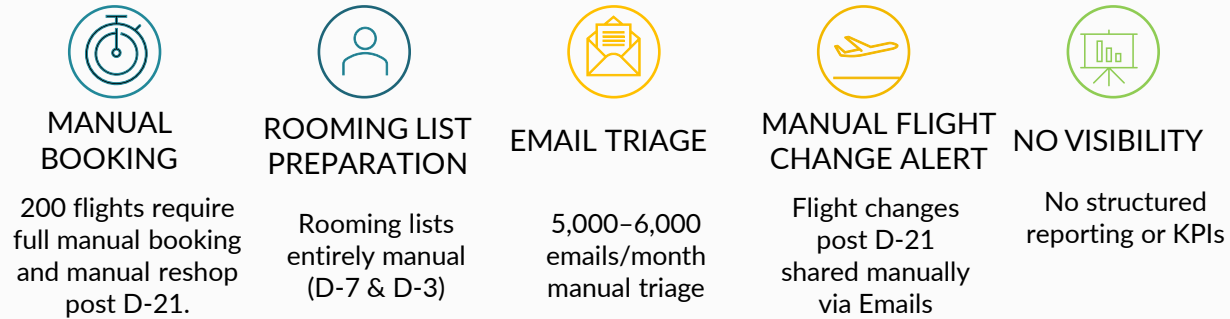 MANUAL
BOOKING
200 flights require
full manual booking
and manual reshop
post D-21.
ROOMING LIST
PREPARATION
Rooming lists
entirely manual
(D-7 & D-3)
EMAIL TRIAGE
5,000–6,000
emails/month
manual triage
MANUAL FLIGHT
CHANGE ALERT
Flight changes
post D-21
shared manually
via Emails
NO VISIBILITY
No structured
reporting or KPIs